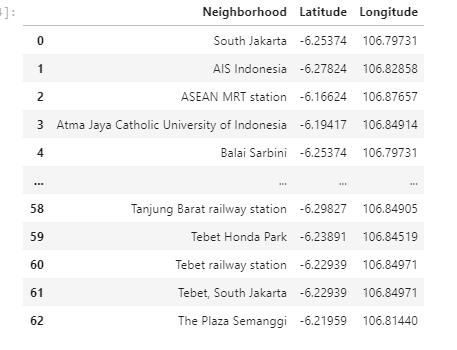 ]:
Neighborhood Latitude Longitude
0 South Jakarta -6.25374 106.79731
1 AIS Indonesia -6.27824 106.82858
2 ASEAN MRT station -6.16624 106.87657
3 Atma Jaya Catholic University of Indonesia -6.19417 106.84914
4 Balai Sarbini -6.25374 106.79731
... ... ... ...
58 Tanjung Barat railway station -6.29827 106.84905
59 Tebet Honda Park -6.23891 106.84519
60 Tebet railway station -6.22939 106.84971
61 Tebet, South Jakarta -6.22939 106.84971
62 The Plaza Semanggi -6.21959 106.81440